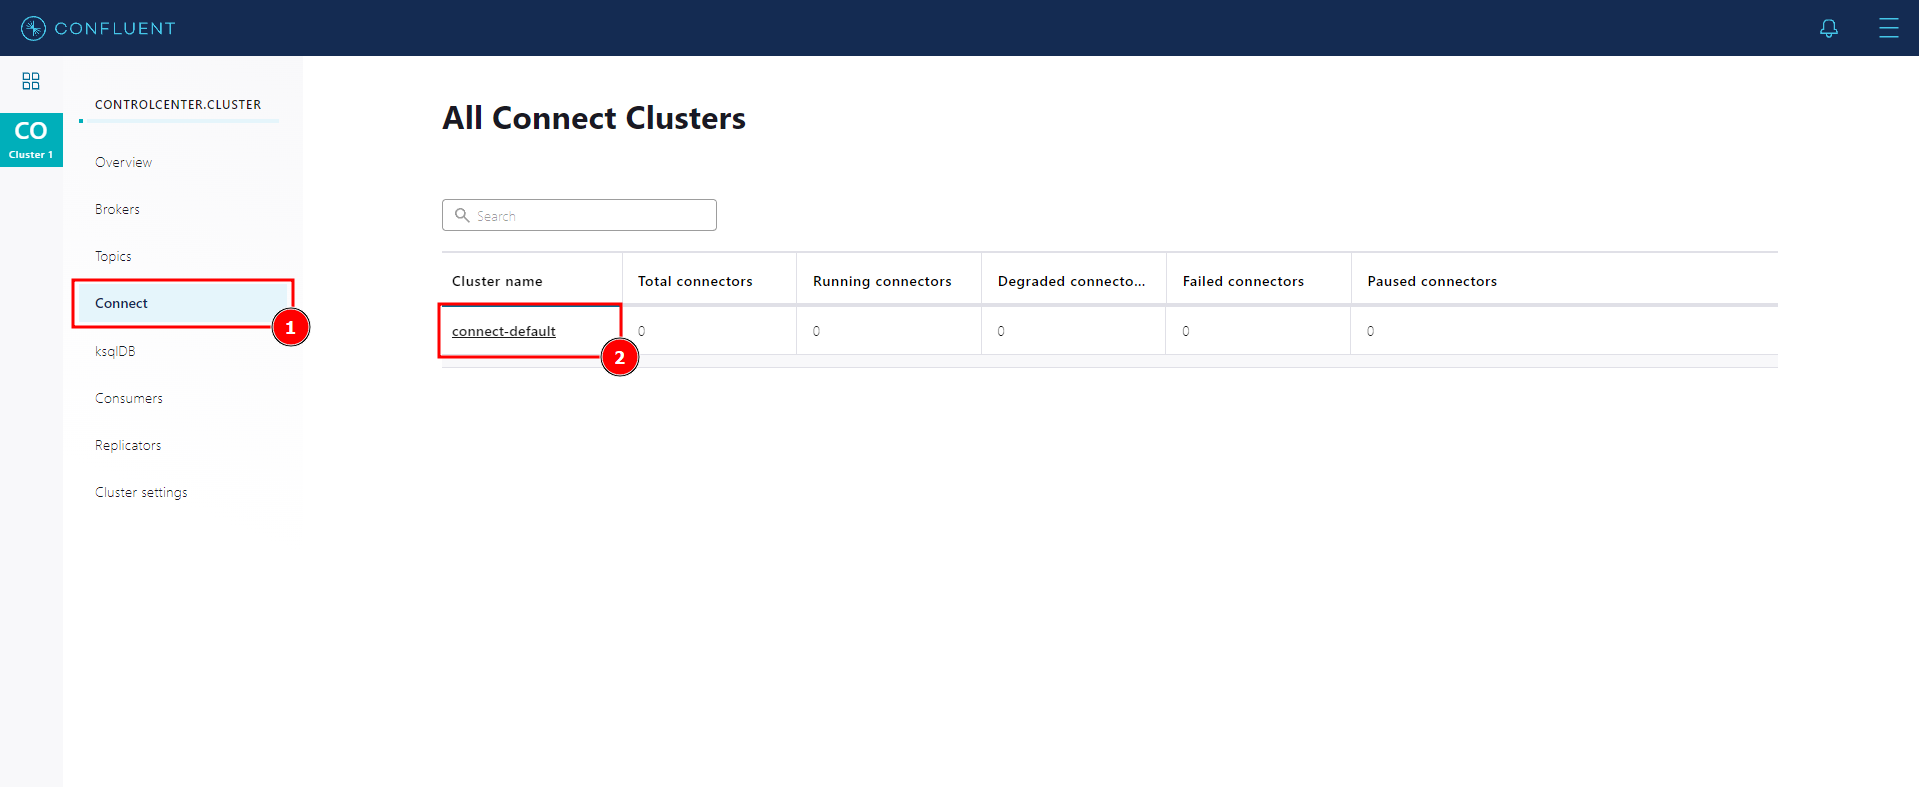 CONFLUENT
CO
Cluster 1
CONTROLCENTER.CLUSTER
Overview
Brokers
Topics
Connect
1
ksqlDB
Consumers
Replicators
Cluster settings
All Connect Clusters
Search
Cluster name Total connectors Running connectors Degraded connecto... Failed connectors Paused connectors
connect-default 0 0 0 0 0
2